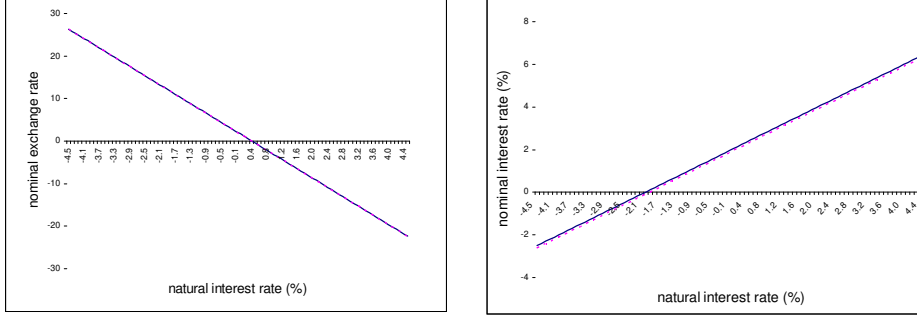 30
20
10
0
-10
-20
-30
nominal exchange rate
-4.5 -4.1 -3.7 -3.3 -2.9 -2.5 -2.1 -1.7 -1.3 -0.9 -0.5 -0.1 0.4 0.8 1.2 1.6 2.0 2.4 2.8 3.2 3.6 4.0 4.4
natural interest rate (%)
8
6
4
2
0
-2
-4
nominal interest rate (%)
-4.5 -4.1 -3.7 -3.3 -2.9 -2.5 -2.1 -1.7 -1.3 -0.9 -0.5 -0.1 0.4 0.8 1.2 1.6 2.0 2.4 2.8 3.2 3.6 4.0 4.4
natural interest rate (%)